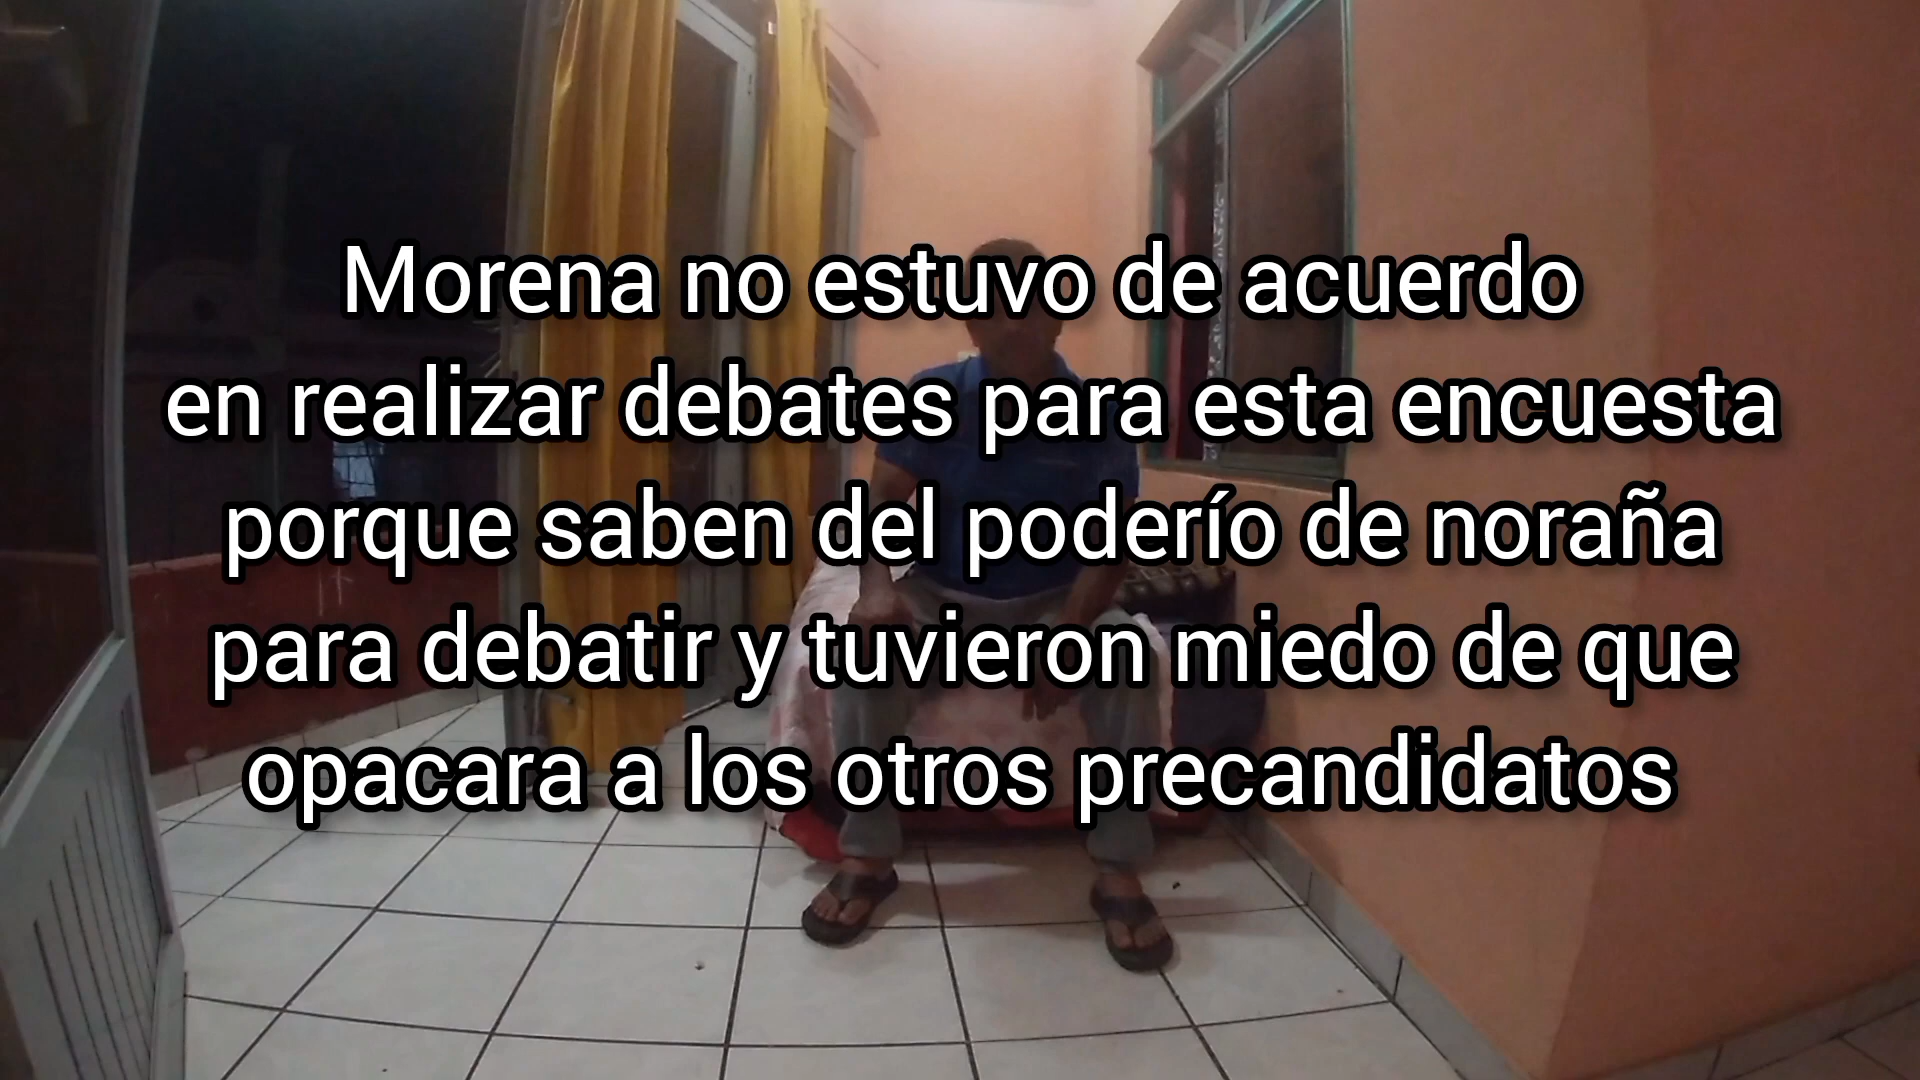 Morena no estuvo de acuerdo
en realizar debates para esta encuesta
porque saben del poderío de noraña
para debatir y tuvieron miedo de que
opacara a los otros precandidatos